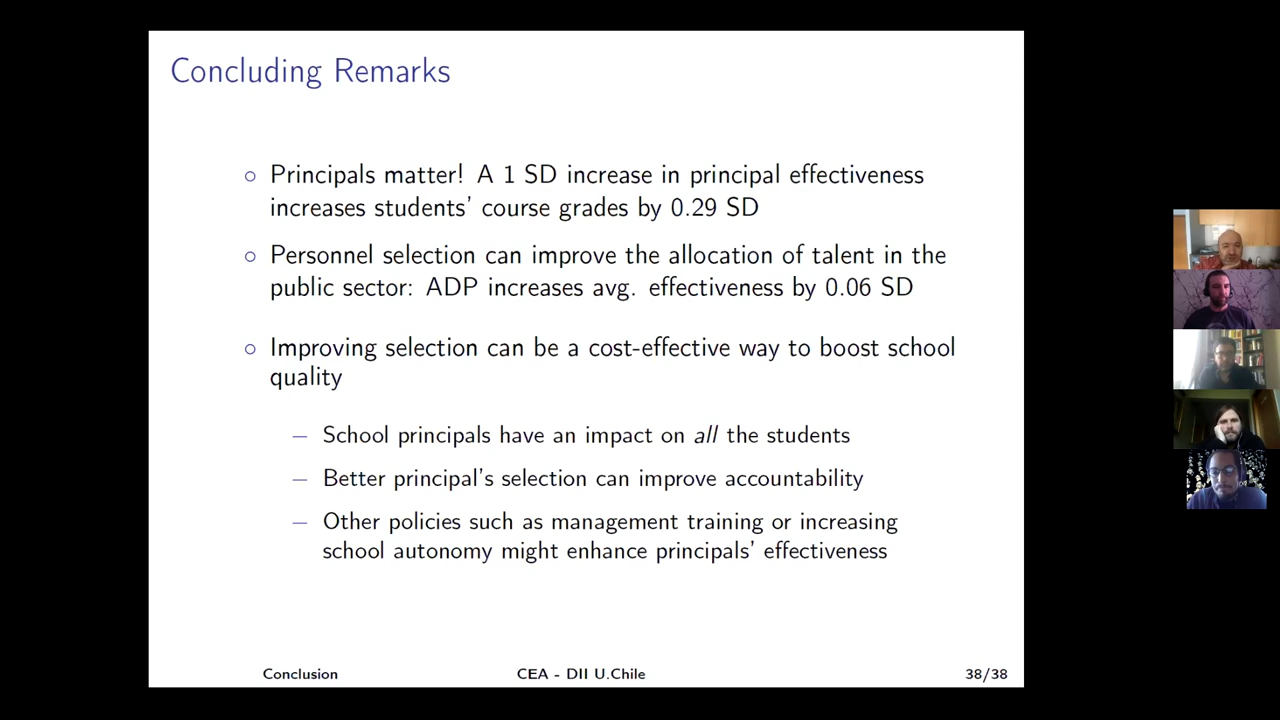 Concluding Remarks
○ Principals matter! A 1 SD increase in principal effectiveness
increases students' course grades by 0.29 SD
○ Personnel selection can improve the allocation of talent in the
public sector: ADP increases avg. effectiveness by 0.06 SD
○ Improving selection can be a cost-effective way to boost school
quality
– School principals have an impact on all the students
– Better principal's selection can improve accountability
– Other policies such as management training or increasing
school autonomy might enhance principals' effectiveness
Conclusion CEA - DII U.Chile 38/38